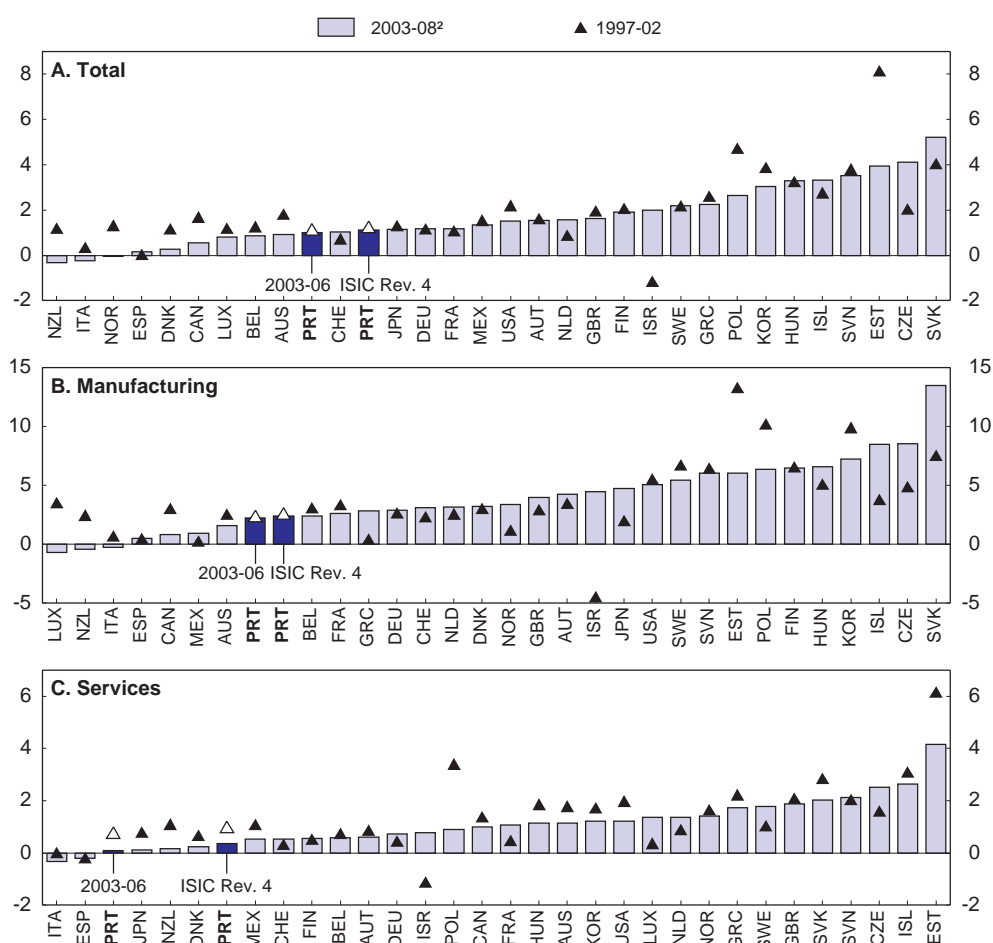 2003-08² 1997-02
A. Total
8 8
6 6
4 4
2 2
0 0
-2 -2
2003-06 ISIC Rev. 4
NZL ITA NOR ESP DNK CAN LUX BEL AUS PRT CHE PRT JPN DEU FRA MEX USA AUT NLD GBR FIN ISR SWE GRC POL KOR HUN ISL SVN EST CZE SVK
B. Manufacturing
15 15
10 10
5 5
0 0
-5 -5
2003-06 ISIC Rev. 4
LUX NZL ITA ESP CAN MEX AUS PRT PRT BEL FRA GRC DEU CHE NLD DNK NOR GBR AUT ISR JPN USA SWE SVN EST POL FIN HUN KOR ISL CZE SVK
C. Services
6 6
4 4
2 2
0 0
-2 -2
2003-06 ISIC Rev. 4
ITA ESP PRT JPN NZL DNK PRT MEX CHE FIN BEL AUT DEU ISR POL CAN FRA HUN AUS KOR USA LUX NLD NOR GRC SWE GBR SVK SVN CZE ISL EST